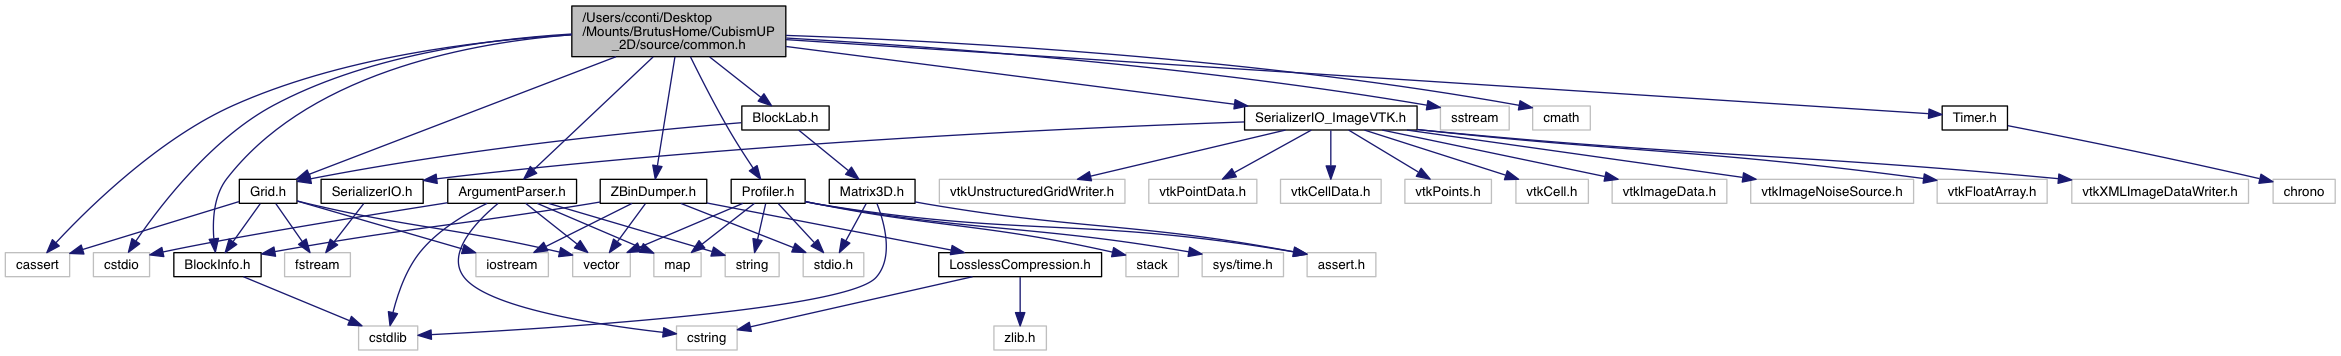 /Users/cconti/Desktop
/Mounts/BrutusHome/CubismUP
_2D/source/common.h
BlockLab.h
SerializerIO_ImageVTK.h
sstream
cmath
Timer.h
Grid.h
SerializerIO.h
ArgumentParser.h
ZBinDumper.h
Profiler.h
Matrix3D.h
vtkUnstructuredGridWriter.h
vtkPointData.h
vtkCellData.h
vtkPoints.h
vtkCell.h
vtkImageData.h
vtkImageNoiseSource.h
vtkFloatArray.h
vtkXMLImageDataWriter.h
chrono
cassert
cstdio
BlockInfo.h
fstream
iostream
vector
map
string
stdio.h
LosslessCompression.h
stack
sys/time.h
assert.h
cstdlib
cstring
zlib.h